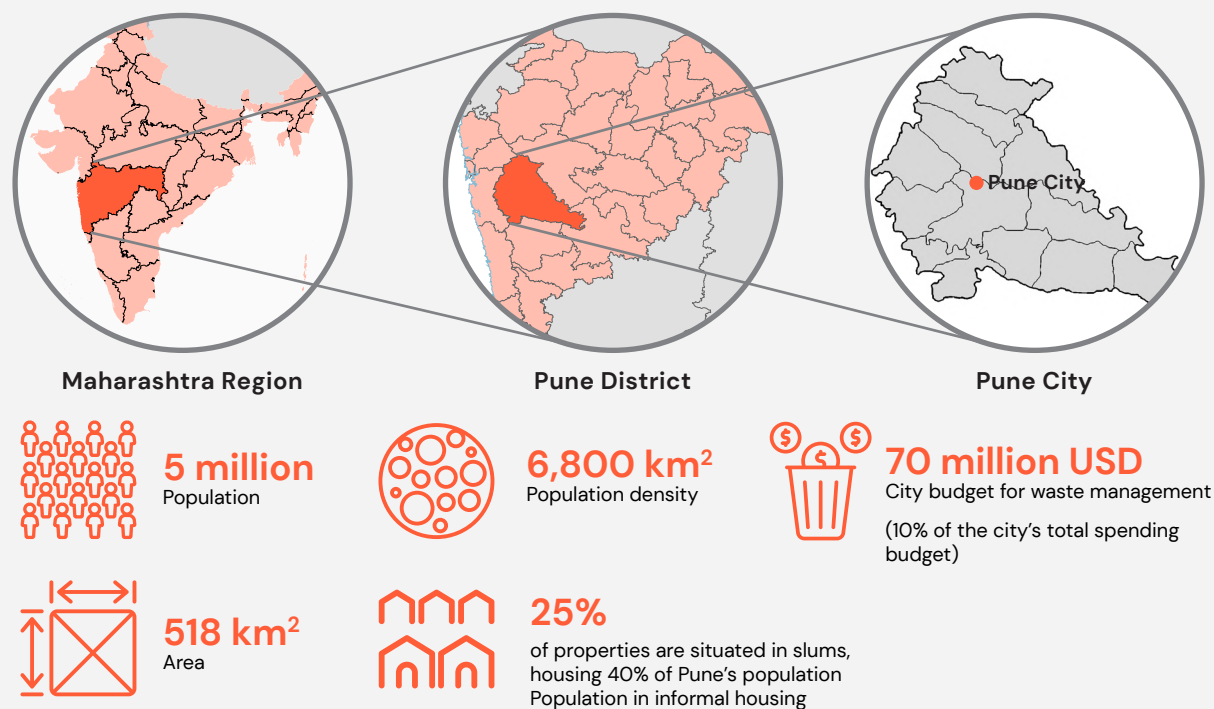 Pune City
Maharashtra Region
Pune District
Pune City
5 million
Population
6,800 km²
Population density
$ $ $
70 million USD
City budget for waste management
(10% of the city's total spending
budget)
518 km²
Area
25%
of properties are situated in slums,
housing 40% of Pune's population
Population in informal housing